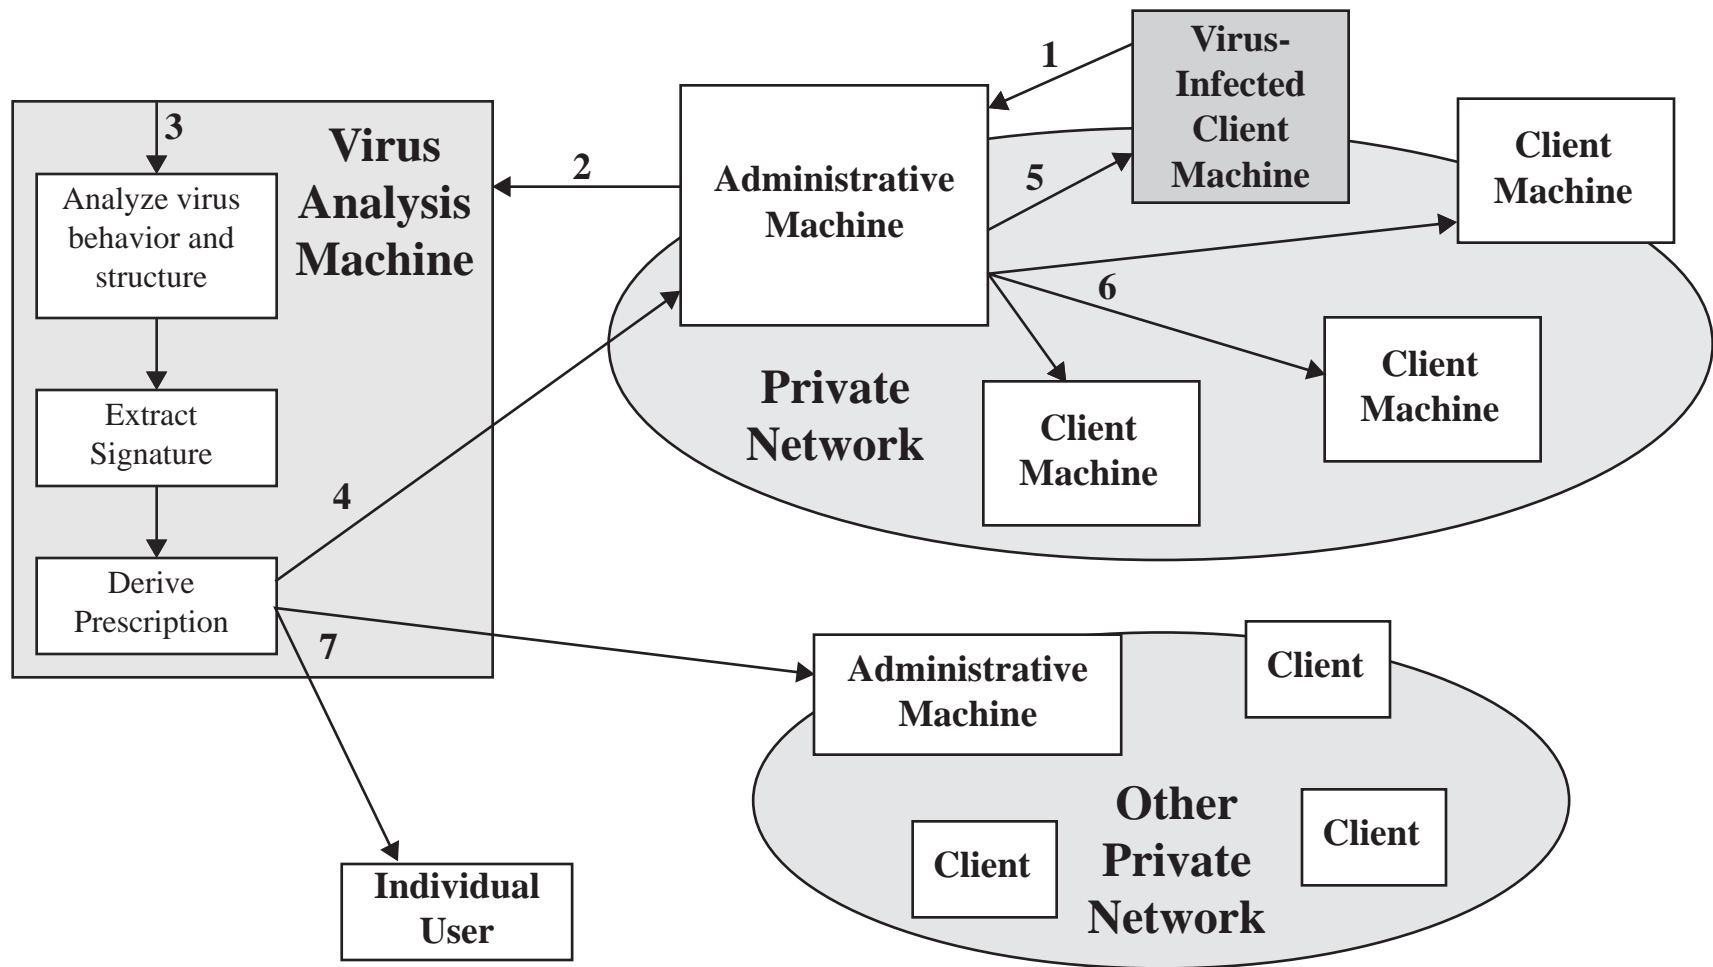 3
Virus
Analysis
Machine
Analyze virus
behavior and
structure
Extract
Signature
Derive
Prescription
2
4
7
1
5
6
Administrative
Machine
Virus-
Infected
Client
Machine
Client
Machine
Client
Machine
Client
Machine
Private
Network
Administrative
Machine
Client
Client
Client
Other
Private
Network
Individual
User